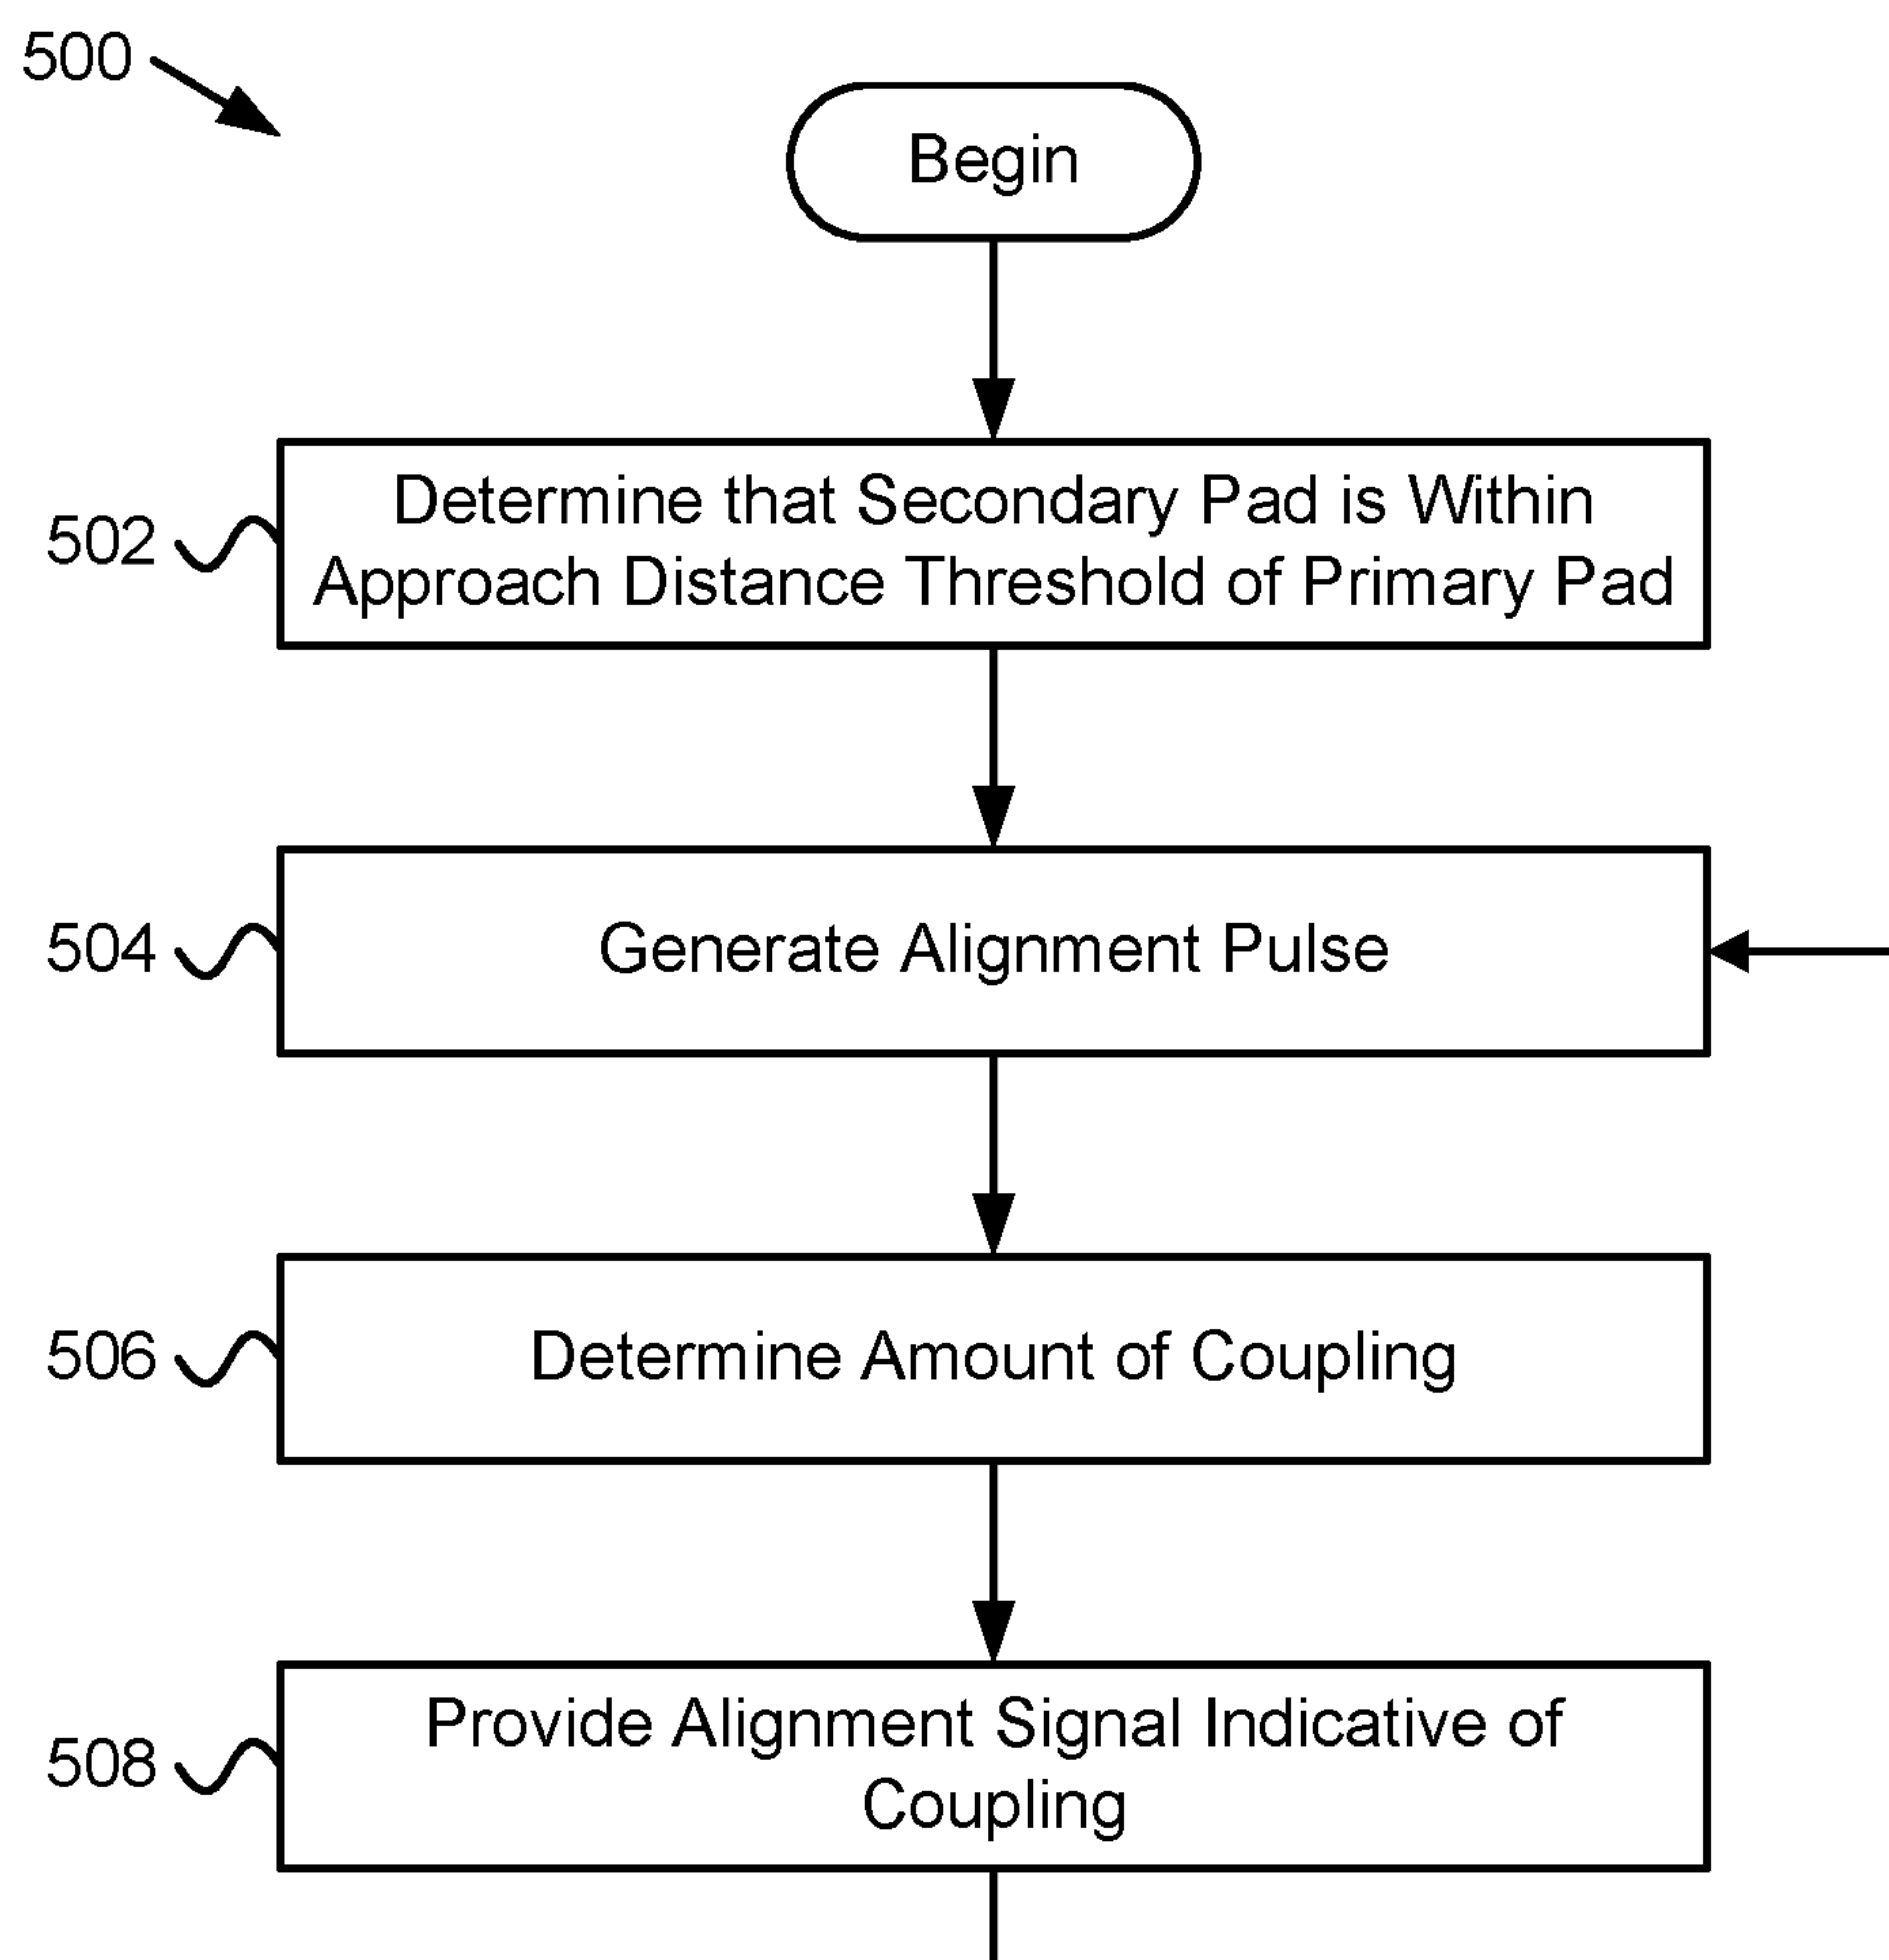 500
Begin
502
Determine that Secondary Pad is Within
Approach Distance Threshold of Primary Pad
504
Generate Alignment Pulse
506
Determine Amount of Coupling
508
Provide Alignment Signal Indicative of
Coupling